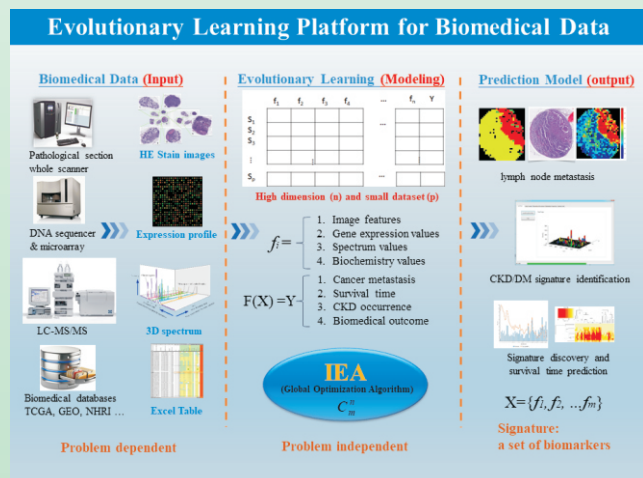 Evolutionary Learning Platform for Biomedical Data
Biomedical Data (Input)
Pathological section
whole scanner
HE Stain images
DNA sequencer
& microarray
Expression profile
LC-MS/MS
3D spectrum
Biomedical databases
TCGA, GEO, NHRI ...
Excel Table
Problem dependent
Evolutionary Learning (Modeling)
f₁ f₂ f₃ f₄ ... fₙ Y
S₁
S₂
S₃
⋮
Sₚ
High dimension (n) and small dataset (p)
fᵢ=
1. Image features
2. Gene expression values
3. Spectrum values
4. Biochemistry values
F(X) =Y
1. Cancer metastasis
2. Survival time
3. CKD occurrence
4. Biomedical outcome
IEA
(Global Optimization Algorithm)
Problem independent
Prediction Model (output)
lymph node metastasis
CKD/DM signature identification
Signature discovery and
survival time prediction
X={f₁, f₂, ...fₘ}
Signature:
a set of biomarkers